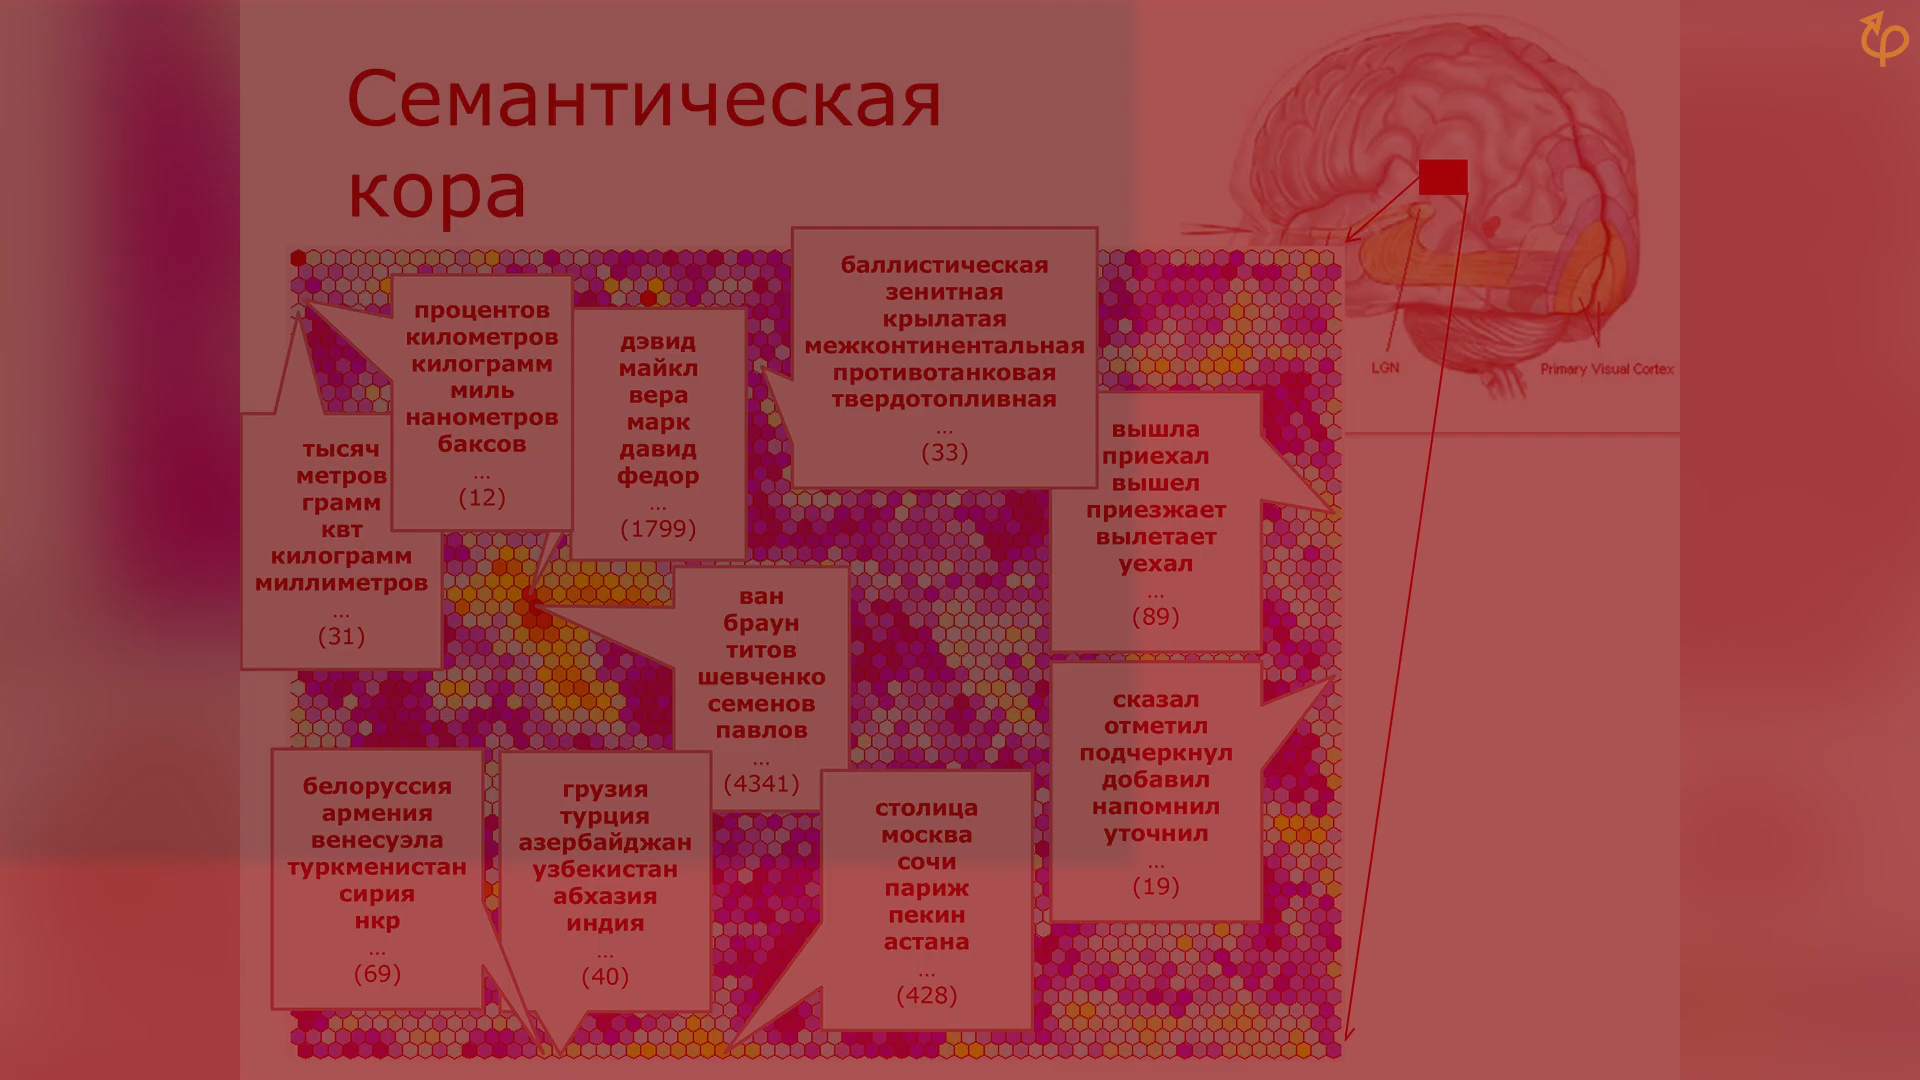 Семантическая
кора
LGN
Primary Visual Cortex
процентов
километров
килограмм
миль
нанометров
баксов
...
(12)
тысяч
метров
грамм
квт
килограмм
миллиметров
...
(31)
дэвид
майкл
вера
марк
давид
федор
...
(1799)
баллистическая
зенитная
крылатая
межконтинентальная
противотанковая
твердотопливная
...
(33)
вышла
приехал
вышел
приезжает
вылетает
уехал
...
(89)
ван
браун
титов
шевченко
семенов
павлов
...
(4341)
сказал
отметил
подчеркнул
добавил
напомнил
уточнил
...
(19)
белоруссия
армения
венесуэла
туркменистан
сирия
нкр
...
(69)
грузия
турция
азербайджан
узбекистан
абхазия
индия
...
(40)
столица
москва
сочи
париж
пекин
астана
...
(428)